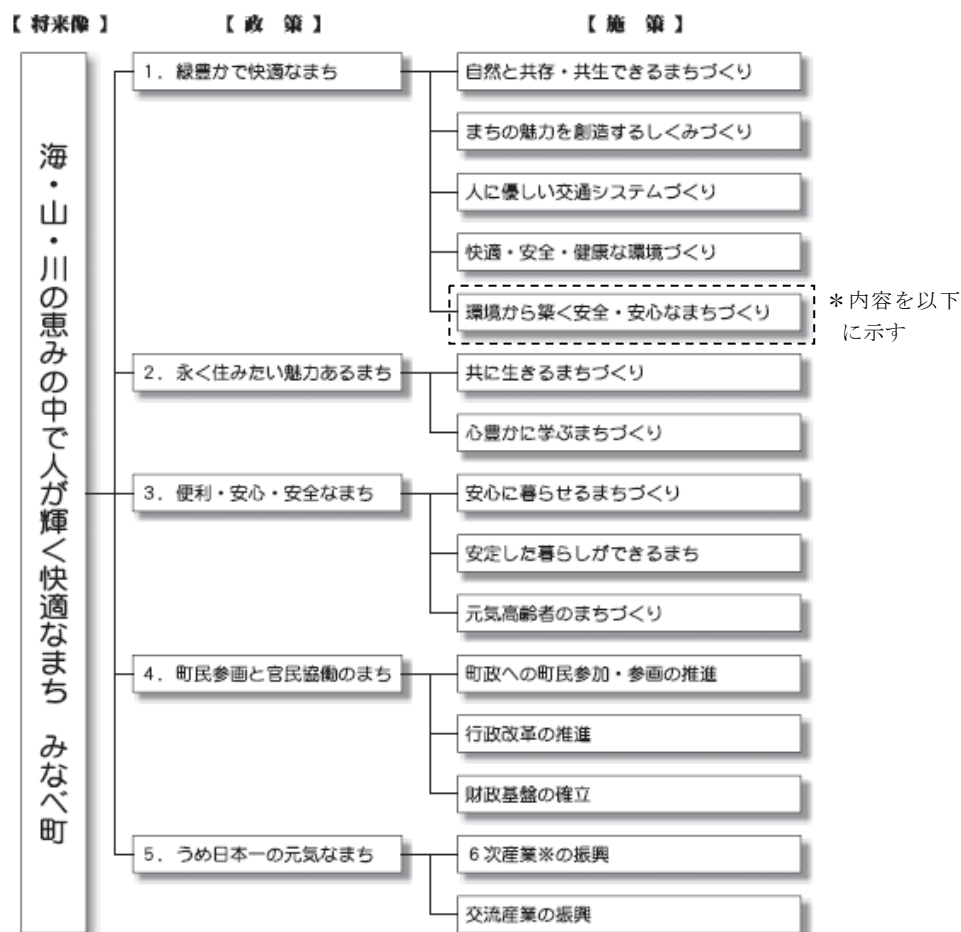 【 将来像 】 【 政 策 】 【 施 策 】
海・山・川の恵みの中で人が輝く快適なまち みなべ町
1. 緑豊かで快適なまち
自然と共存・共生できるまちづくり
まちの魅力を創造するしくみづくり
人に優しい交通システムづくり
快適・安全・健康な環境づくり
環境から築く安全・安心なまちづくり
*内容を以下
に示す
2. 永く住みたい魅力あるまち
共に生きるまちづくり
心豊かに学ぶまちづくり
3. 便利・安心・安全なまち
安心に暮らせるまちづくり
安定した暮らしができるまち
元気高齢者のまちづくり
4. 町民参画と官民協働のまち
町政への町民参加・参画の推進
行政改革の推進
財政基盤の確立
5. うめ日本一の元気なまち
6次産業※の振興
交流産業の振興